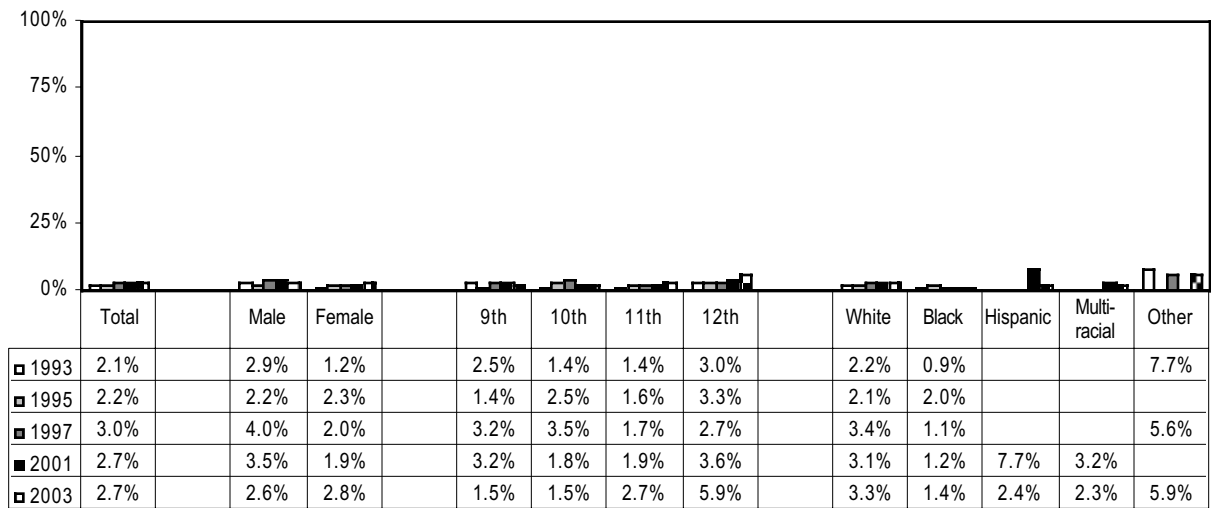 100%
75%
50%
25%
0%
Total Male Female 9th 10th 11th 12th White Black Hispanic Multi-racial Other
1993 2.1% 2.9% 1.2% 2.5% 1.4% 1.4% 3.0% 2.2% 0.9% 7.7%
1995 2.2% 2.2% 2.3% 1.4% 2.5% 1.6% 3.3% 2.1% 2.0%
1997 3.0% 4.0% 2.0% 3.2% 3.5% 1.7% 2.7% 3.4% 1.1% 5.6%
2001 2.7% 3.5% 1.9% 3.2% 1.8% 1.9% 3.6% 3.1% 1.2% 7.7% 3.2%
2003 2.7% 2.6% 2.8% 1.5% 1.5% 2.7% 5.9% 3.3% 1.4% 2.4% 2.3% 5.9%